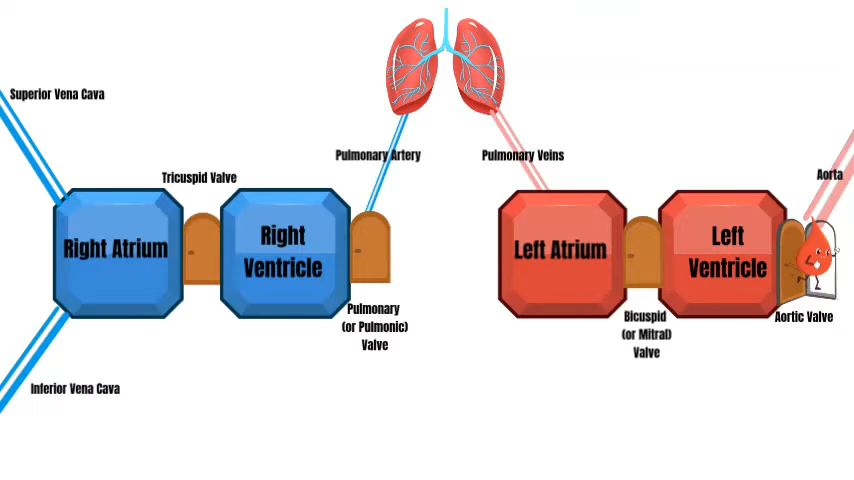 Superior Vena Cava
Tricuspid Valve
Pulmonary Artery
Pulmonary Veins
Aorta
Right Atrium
Right
Ventricle
Left Atrium
Left
Ventricle
Pulmonary
(or Pulmonic)
Valve
Bicuspid
(or Mitral)
Valve
Aortic Valve
Inferior Vena Cava